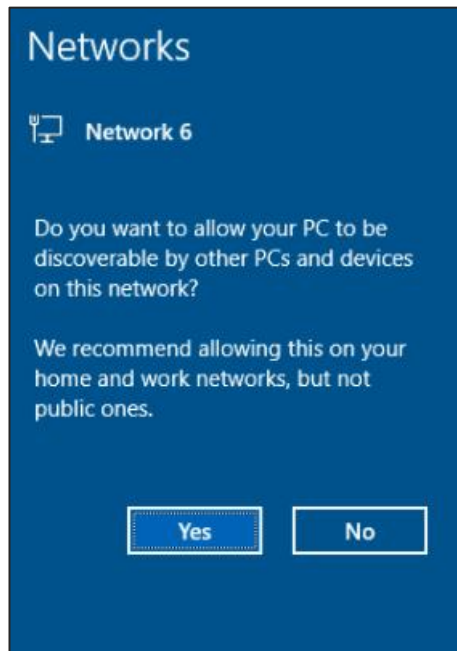 Networks
Network 6
Do you want to allow your PC to be
discoverable by other PCs and devices
on this network?
We recommend allowing this on your
home and work networks, but not
public ones.
Yes No